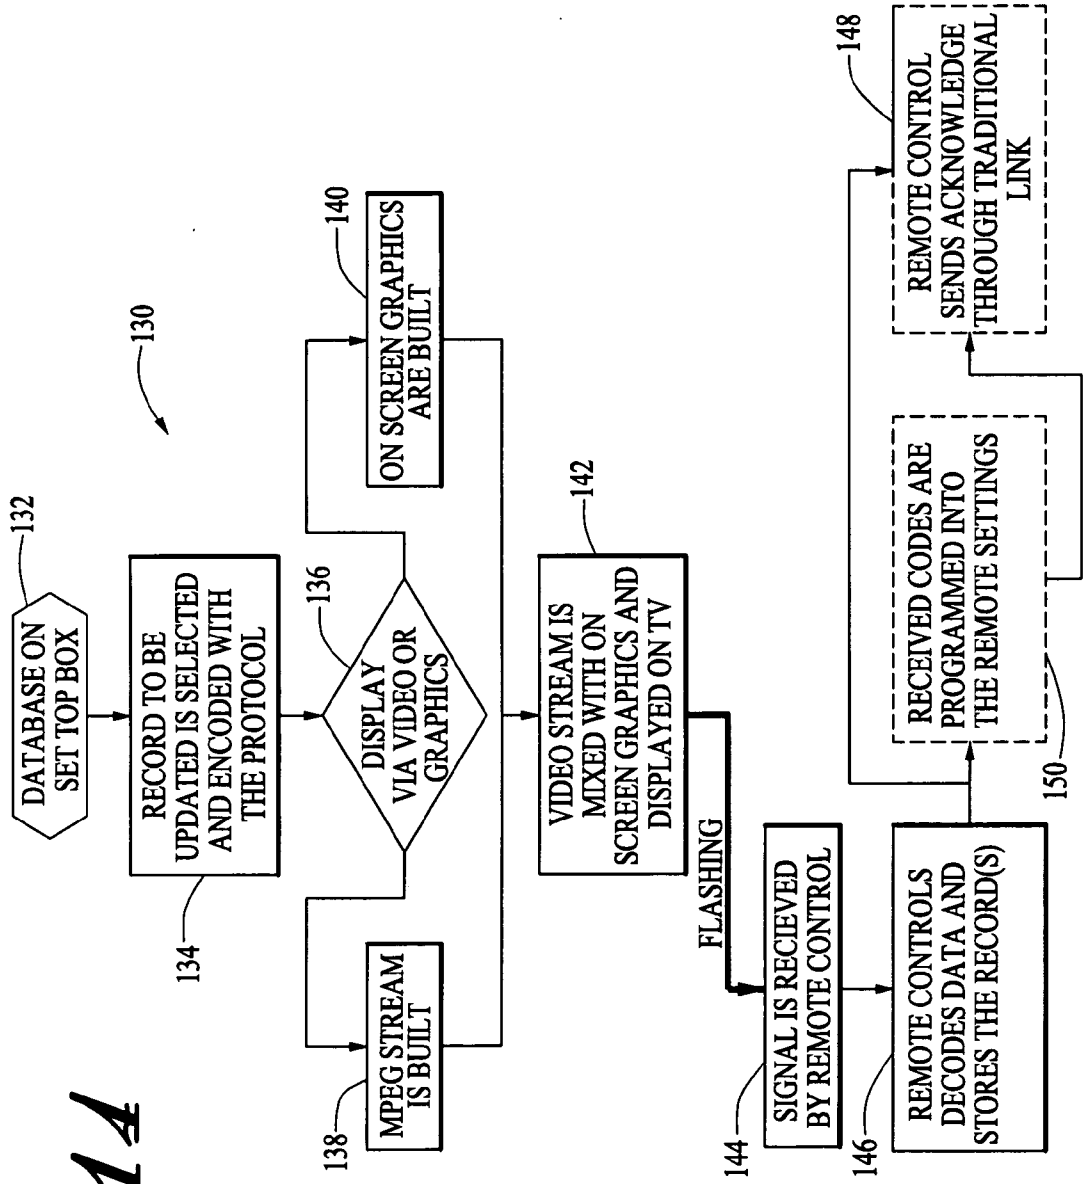 132
DATABASE ON
SET TOP BOX
130
RECORD TO BE
UPDATED IS SELECTED
AND ENCODED WITH
THE PROTOCOL
134
136
DISPLAY
VIA VIDEO OR
GRAPHICS
138
MPEG STREAM
IS BUILT
140
ON SCREEN GRAPHICS
ARE BUILT
142
VIDEO STREAM IS
MIXED WITH ON
SCREEN GRAPHICS AND
DISPLAYED ON TV
FLASHING
144
SIGNAL IS RECIEVED
BY REMOTE CONTROL
146
REMOTE CONTROLS
DECODES DATA AND
STORES THE RECORD(S)
150
RECEIVED CODES ARE
PROGRAMMED INTO
THE REMOTE SETTINGS
148
REMOTE CONTROL
SENDS ACKNOWLEDGE
THROUGH TRADITIONAL
LINK